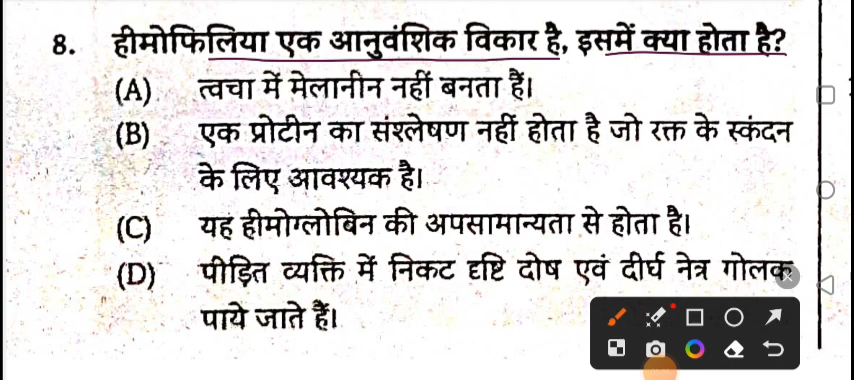 8. हीमोफिलिया एक आनुवंशिक विकार है, इसमें क्या होता है?
(A) त्वचा में मेलानीन नहीं बनता हैं।
(B) एक प्रोटीन का संश्लेषण नहीं होता है जो रक्त के स्कंदन
के लिए आवश्यक है।
(C) यह हीमोग्लोबिन की अपसामान्यता से होता है।
(D) पीड़ित व्यक्ति में निकट दृष्टि दोष एवं दीर्घ नेत्र गोलक
पाये जाते हैं।